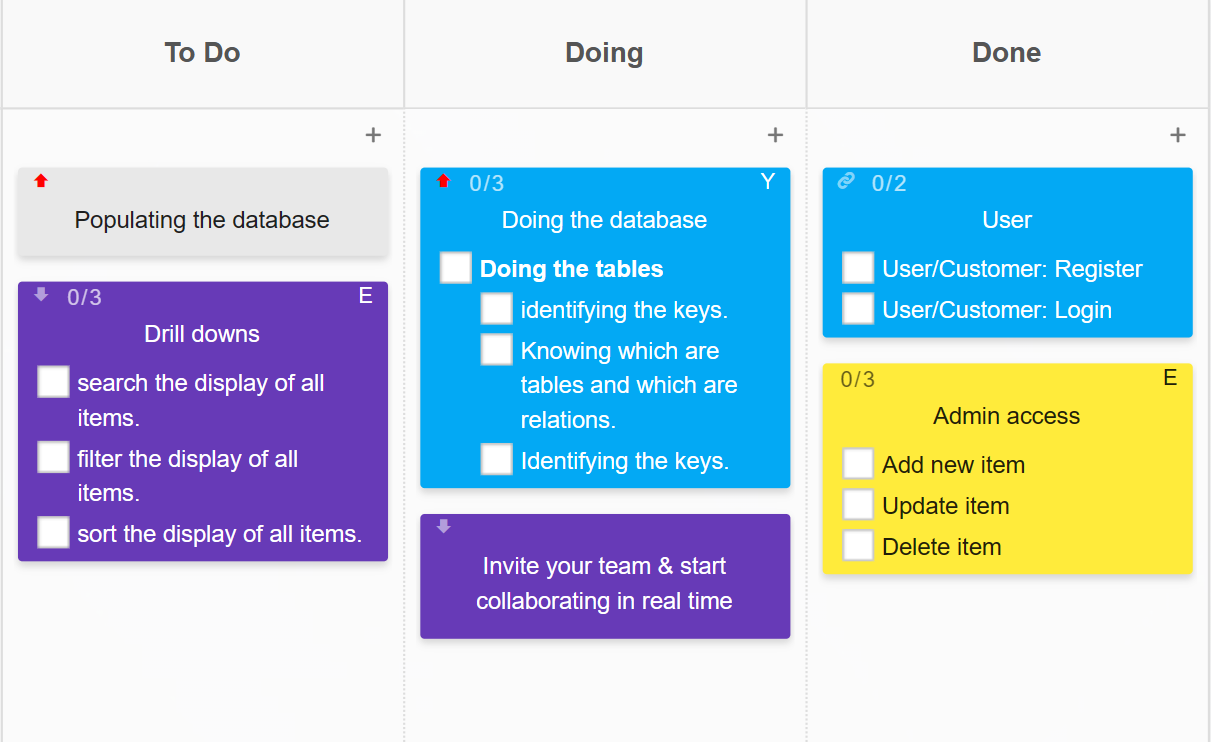 To Do
Doing
Done
+
+
+
Populating the database
0/3
E
Drill downs
search the display of all
items.
filter the display of all
items.
sort the display of all items.
0/3
Y
Doing the database
Doing the tables
identifying the keys.
Knowing which are
tables and which are
relations.
Identifying the keys.
Invite your team & start
collaborating in real time
0/2
User
User/Customer: Register
User/Customer: Login
0/3
E
Admin access
Add new item
Update item
Delete item